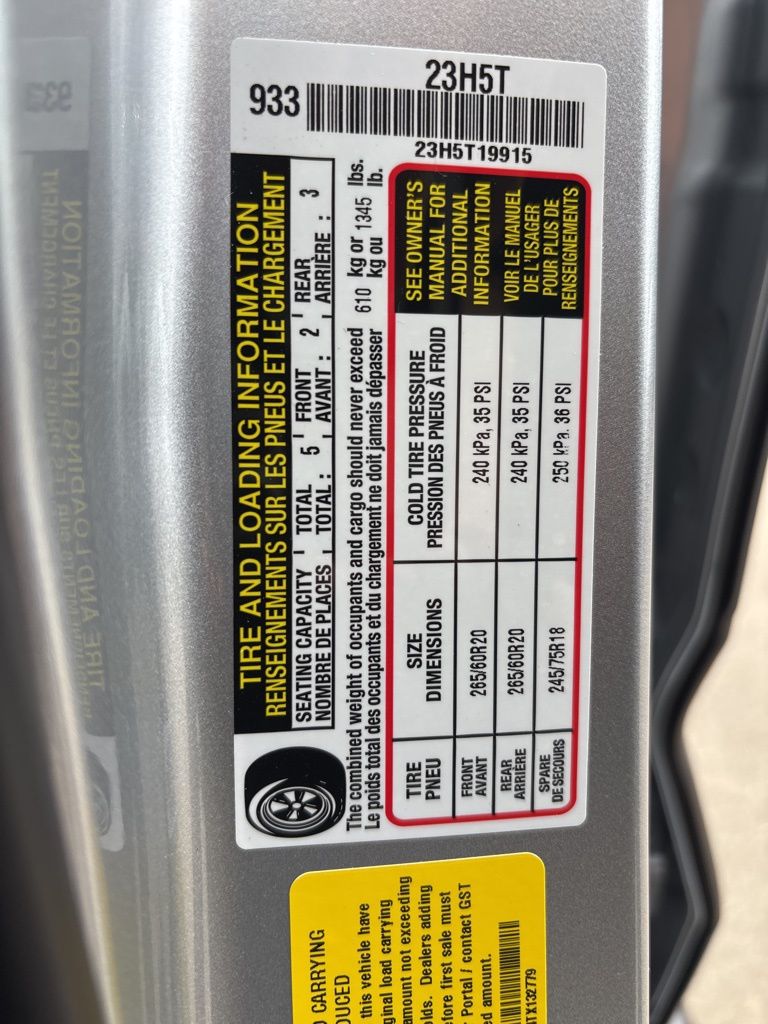 23H5T
933
23H5T19915
TIRE AND LOADING INFORMATION
RENSEIGNEMENTS SUR LES PNEUS ET LE CHARGEMENT
SEATING CAPACITY TOTAL 5 FRONT 2 REAR 3
NOMBRE DE PLACES TOTAL : AVANT : ARRIÈRE :
The combined weight of occupants and cargo should never exceed 610 kg or 1345 lbs.
Le poids total des occupants et du chargement ne doit jamais dépasser kg ou lb.
TIRE SIZE COLD TIRE PRESSURE
PNEU DIMENSIONS PRESSION DES PNEUS À FROID
FRONT 265/60R20 240 kPa, 35 PSI
AVANT
REAR 265/60R20 240 kPa, 35 PSI
ARRIÈRE
SPARE 245/75R18 250 kPa. 36 PSI
DE SECOURS
SEE OWNER'S
MANUAL FOR
ADDITIONAL
INFORMATION
VOIR LE MANUEL
DE L'USAGER
POUR PLUS DE
RENSEIGNEMENTS
CARRYING
this vehicle have
load carrying
amount not exceeding
Dealers adding
first sale must
Portal / contact GST
amount.